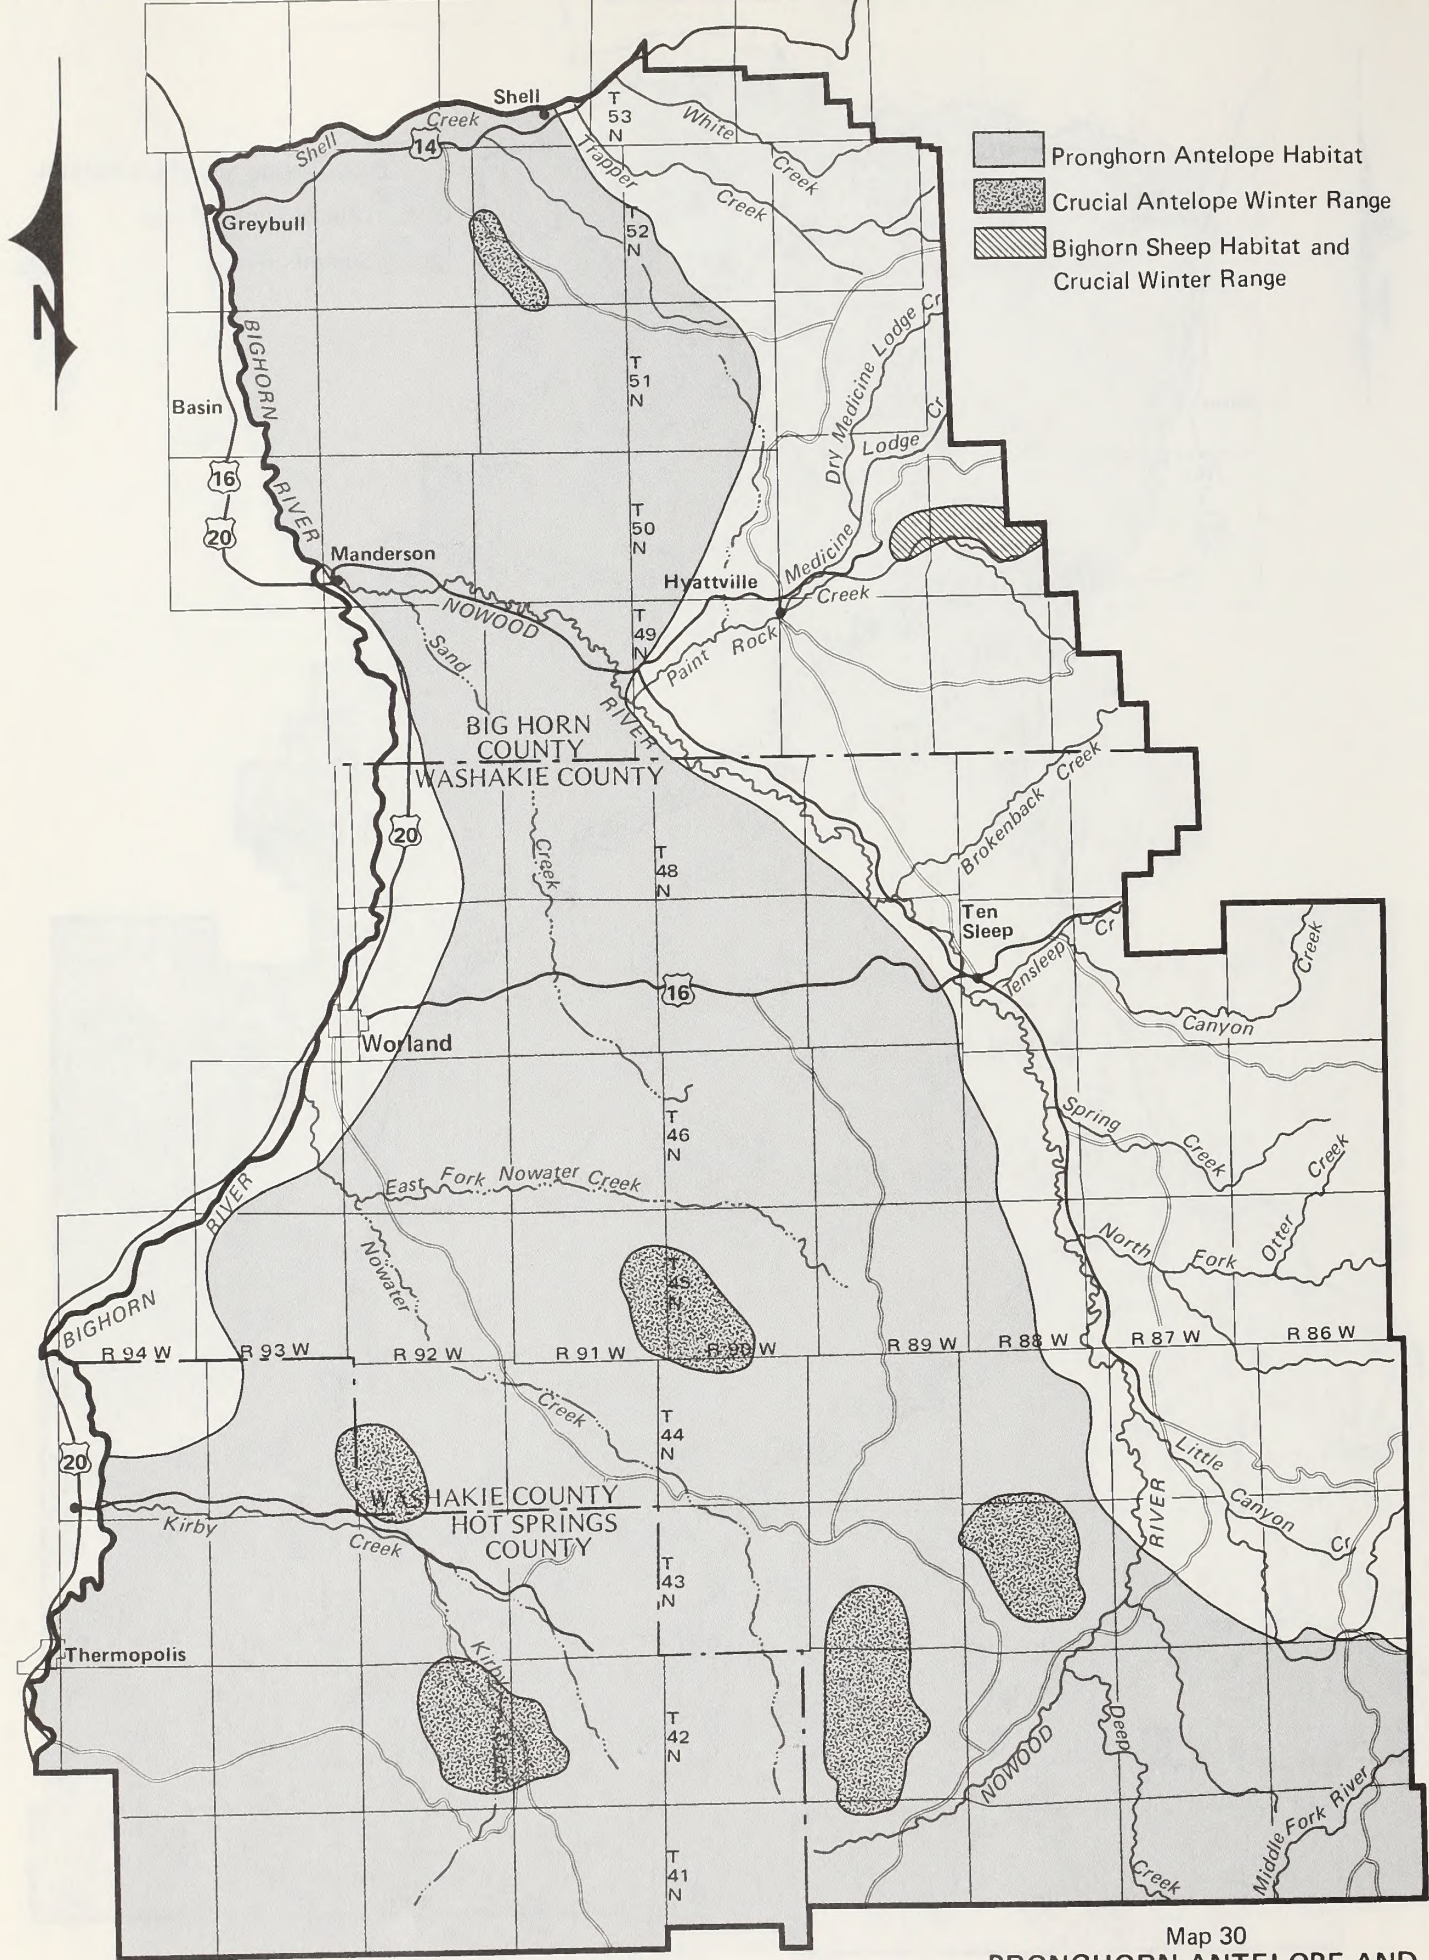 Shell
Shell Creek
14
T
53
N
White Creek
Trapper Creek
Greybull
T
52
N
Pronghorn Antelope Habitat
Crucial Antelope Winter Range
Bighorn Sheep Habitat and
Crucial Winter Range
N
BIGHORN RIVER
Basin
T
51
N
Dry Medicine Lodge Cr
Medicine Lodge Cr
16
20
T
50
N
Manderson
Hyattville
NOWOOD RIVER
Sand Creek
T
49
N
Paint Rock Creek
BIG HORN
COUNTY
WASHAKIE COUNTY
20
T
48
N
Brokenback Creek
Ten
Sleep
Tensleep Cr
16
Canyon Creek
Worland
T
46
N
Spring Creek
East Fork Nowater Creek
Otter Creek
North Fork
Nowater Creek
T
45
N
BIGHORN RIVER
R 94 W
R 93 W
R 92 W
R 91 W
R 90 W
R 89 W
R 88 W
R 87 W
R 86 W
T
44
N
20
Little Canyon Cr
WASHAKIE COUNTY
HOT SPRINGS
COUNTY
Kirby Creek
T
43
N
Thermopolis
Kirby Creek
T
42
N
NOWOOD RIVER
Deep Creek
Middle Fork River
T
41
N
Map 30
PRONGHORN ANTELOPE AND